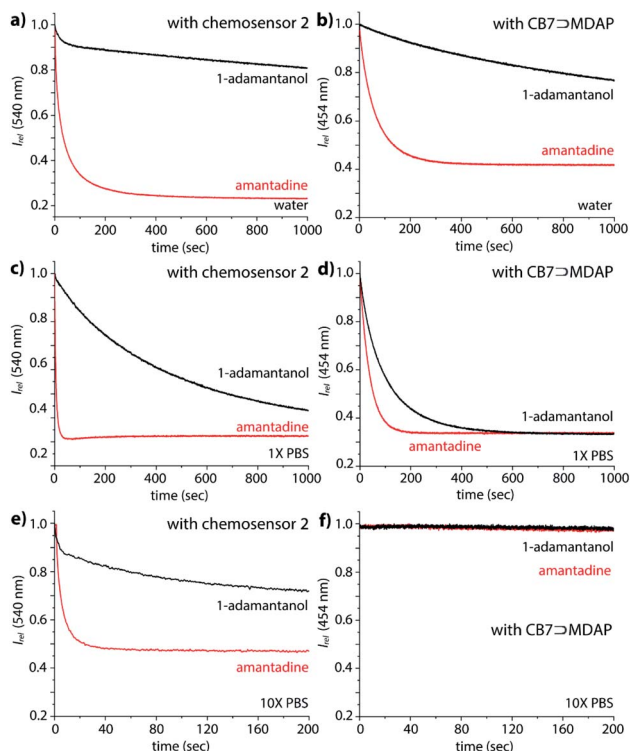 a) with chemosensor 2
1.0
0.8
0.6
0.4
0.2
Irel (540 nm)
1-adamantanol
amantadine
water
0 200 400 600 800 1000
time (sec)
b) with CB7⊃MDAP
1.0
0.8
0.6
0.4
0.2
Irel (454 nm)
1-adamantanol
amantadine
water
0 200 400 600 800 1000
time (sec)
c) with chemosensor 2
1.0
0.8
0.6
0.4
0.2
Irel (540 nm)
1-adamantanol
amantadine
1X PBS
0 200 400 600 800 1000
time (sec)
d) with CB7⊃MDAP
1.0
0.8
0.6
0.4
0.2
Irel (454 nm)
1-adamantanol
amantadine
1X PBS
0 200 400 600 800 1000
time (sec)
e) with chemosensor 2
1.0
0.8
0.6
0.4
0.2
Irel (540 nm)
1-adamantanol
amantadine
10X PBS
0 40 80 120 160 200
time (sec)
f)
1.0
0.8
0.6
0.4
0.2
Irel (454 nm)
1-adamantanol
amantadine
with CB7⊃MDAP
10X PBS
0 40 80 120 160 200
time (sec)